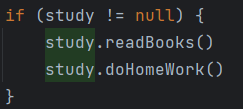 if (study != null) {
    study.readBooks()
    study.doHomeWork()
}